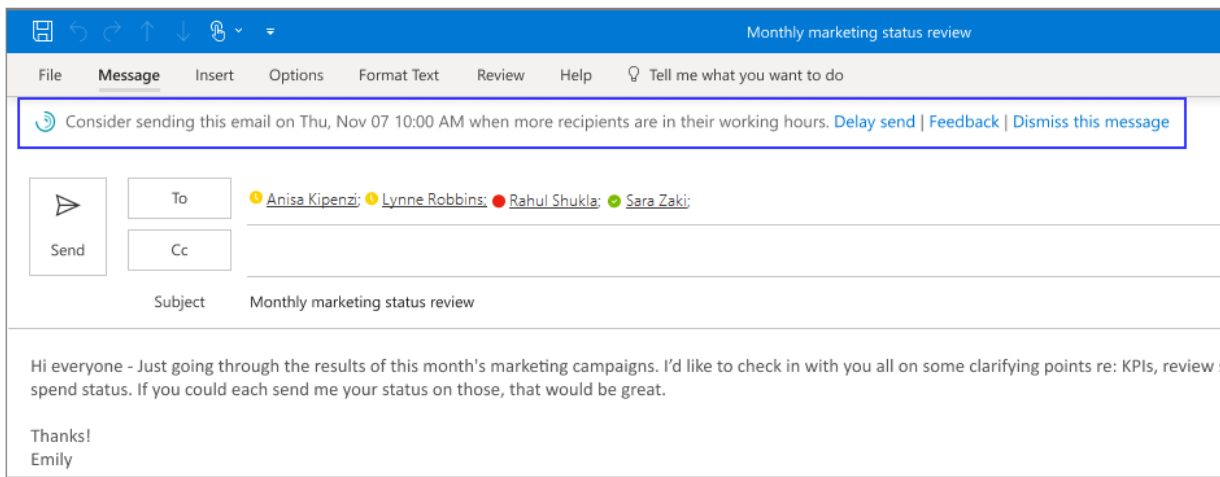 Monthly marketing status review
File Message Insert Options Format Text Review Help Tell me what you want to do
Consider sending this email on Thu, Nov 07 10:00 AM when more recipients are in their working hours. Delay send | Feedback | Dismiss this message
To Anisa Kipenzi; Lynne Robbins; Rahul Shukla; Sara Zaki;
Send Cc
Subject Monthly marketing status review
Hi everyone - Just going through the results of this month's marketing campaigns. I'd like to check in with you all on some clarifying points re: KPIs, review
spend status. If you could each send me your status on those, that would be great.
Thanks!
Emily